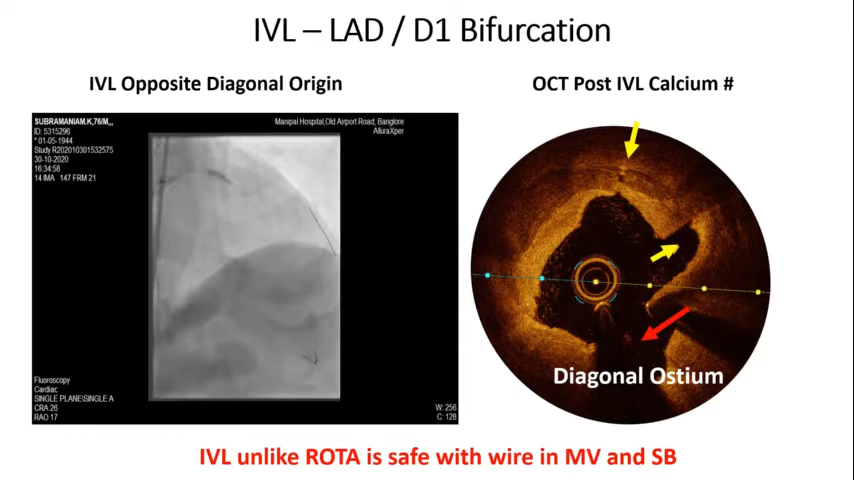 IVL – LAD / D1 Bifurcation
IVL Opposite Diagonal Origin
OCT Post IVL Calcium #
SUBRAMANIAM.K,76/M,,,
ID: 5315296
* 01-05-1944
Study R202010301532575
30-10-2020
16:34:58
14 IMA 147 FRM 21
Manipal Hospital,Old Airport Road, Banglore
AlluraXper
Fluoroscopy
Cardiac
SINGLE PLANE\SINGLE A
CRA 26
RAO 17
W: 256
C: 128
Diagonal Ostium
IVL unlike ROTA is safe with wire in MV and SB